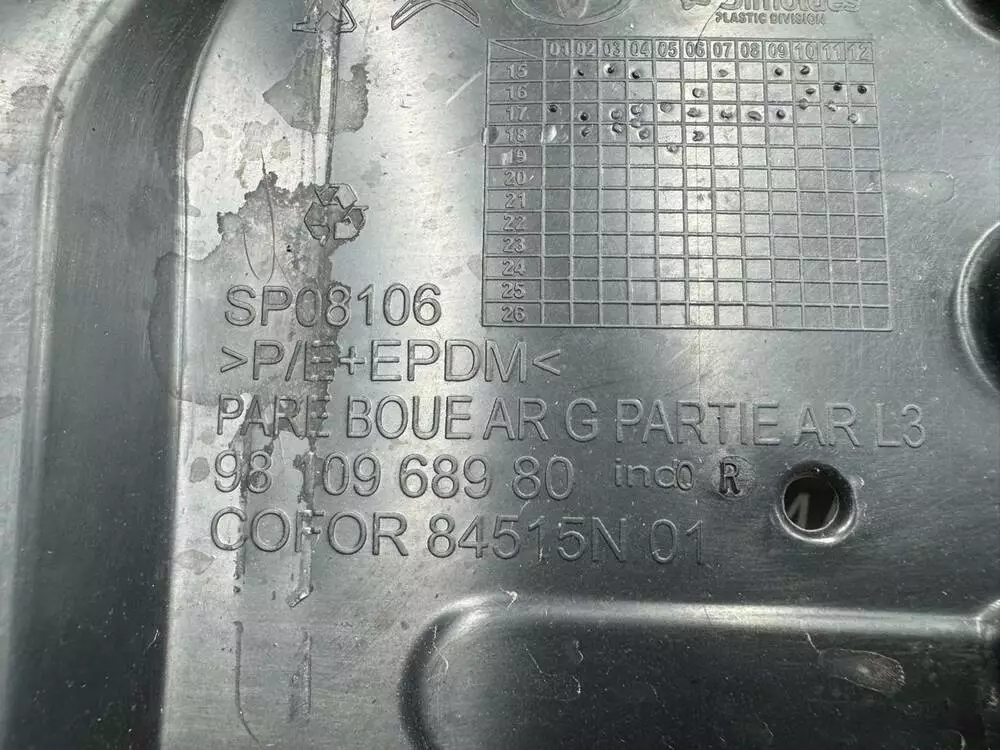 Simoldes
PLASTIC DIVISION
01 02 03 04 05 06 07 08 09 10 11 12
15
16
17
18
19
20
21
22
23
24
25
26
SP08106
>P/E+EPDM<
PARE BOUE AR G PARTIE AR L3
98 109 689 80 ind0 R
COFOR 84515N 01